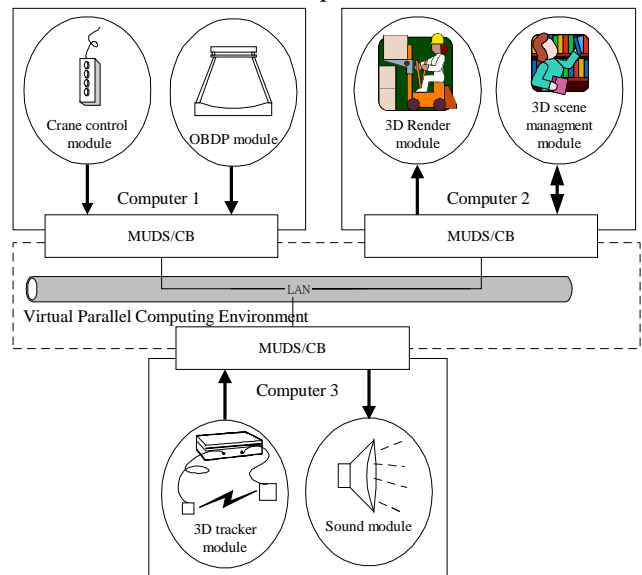 Crane control
module
OBDP module
3D Render
module
3D scene
managment
module
Computer 1
Computer 2
MUDS/CB
MUDS/CB
LAN
Virtual Parallel Computing Environment
MUDS/CB
Computer 3
3D tracker
module
Sound module